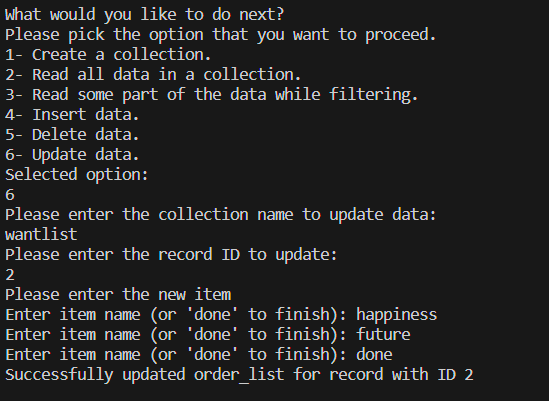 What would you like to do next?
Please pick the option that you want to proceed.
1- Create a collection.
2- Read all data in a collection.
3- Read some part of the data while filtering.
4- Insert data.
5- Delete data.
6- Update data.
Selected option:
6
Please enter the collection name to update data:
wantlist
Please enter the record ID to update:
2
Please enter the new item
Enter item name (or 'done' to finish): happiness
Enter item name (or 'done' to finish): future
Enter item name (or 'done' to finish): done
Successfully updated order_list for record with ID 2